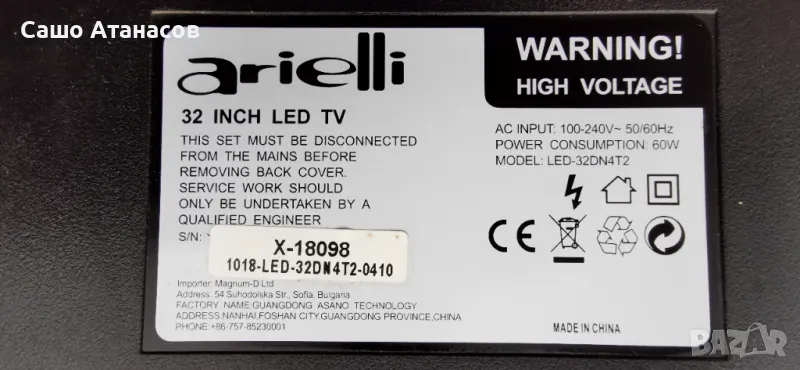 Сашо Атанасов
arielli
32 INCH LED TV
THIS SET MUST BE DISCONNECTED
FROM THE MAINS BEFORE
REMOVING BACK COVER.
SERVICE WORK SHOULD
ONLY BE UNDERTAKEN BY A
QUALIFIED ENGINEER
S/N:
X-18098
1018-LED-32DN4T2-0410
Importer: Magnum-D Ltd
Address: 54 Suhodolska Str., Sofia, Bulgaria
FACTORY NAME:GUANGDONG ASANO TECHNOLOGY
ADDRESS:NANHAI,FOSHAN CITY,GUANGDONG PROVINCE,CHINA
PHONE:+86-757-85230001
WARNING!
HIGH VOLTAGE
AC INPUT: 100-240V~ 50/60Hz
POWER CONSUMPTION: 60W
MODEL: LED-32DN4T2
CE
MADE IN CHINA
BAZAR